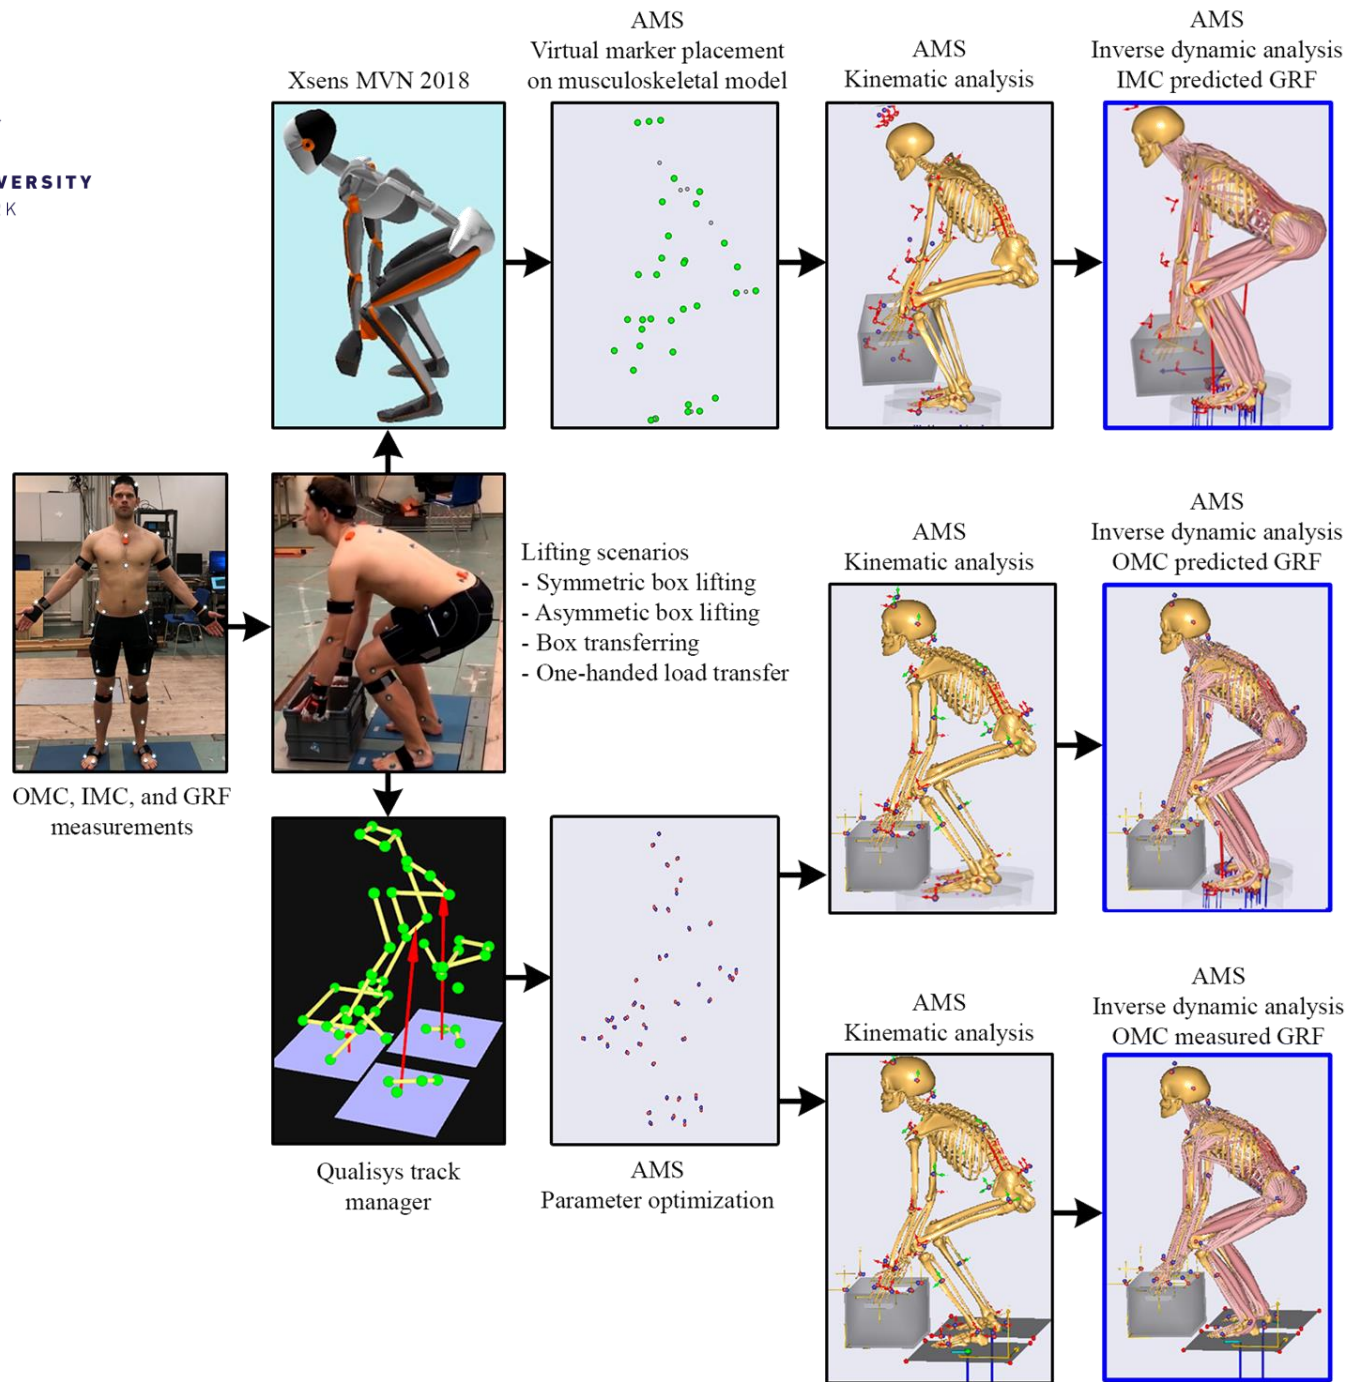 AMS
Virtual marker placement
on musculoskeletal model
AMS
Kinematic analysis
AMS
Inverse dynamic analysis
IMC predicted GRF
Xsens MVN 2018
OMC, IMC, and GRF
measurements
Lifting scenarios
- Symmetric box lifting
- Asymmetic box lifting
- Box transferring
- One-handed load transfer
AMS
Kinematic analysis
AMS
Inverse dynamic analysis
OMC predicted GRF
Qualisys track
manager
AMS
Parameter optimization
AMS
Kinematic analysis
AMS
Inverse dynamic analysis
OMC measured GRF